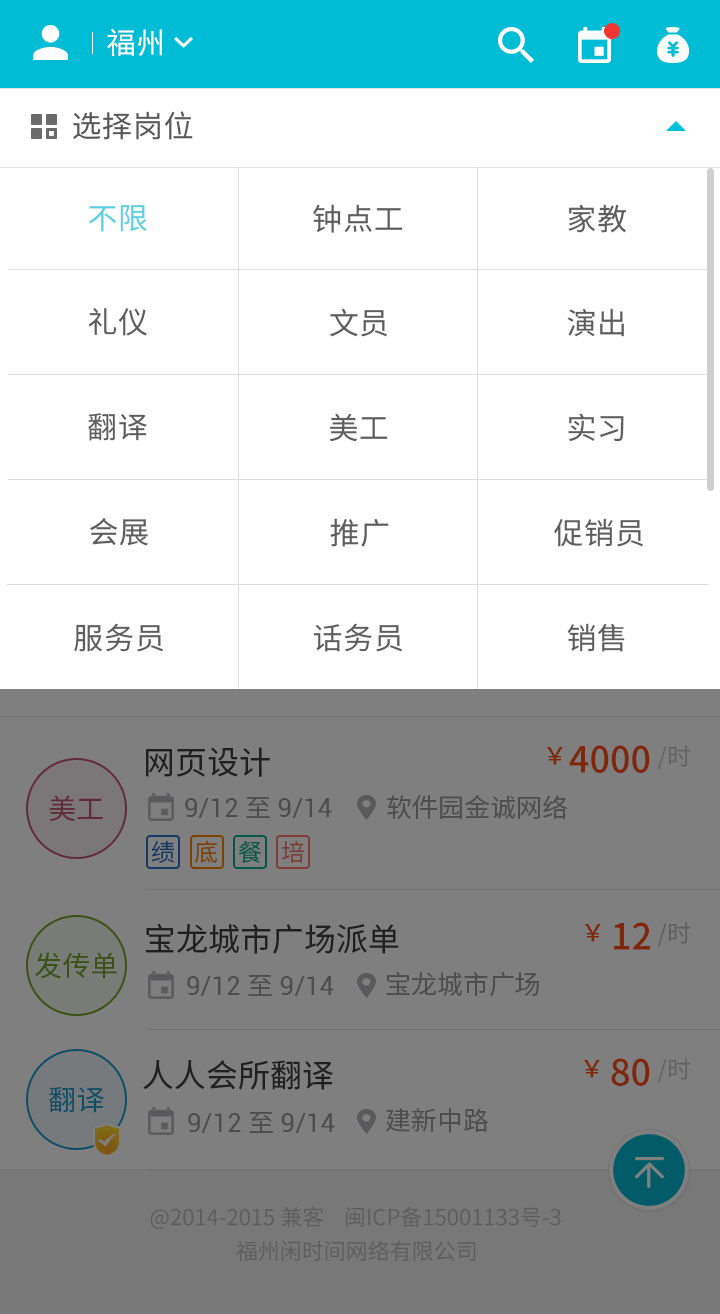 福州
选择岗位
不限 钟点工 家教
礼仪 文员 演出
翻译 美工 实习
会展 推广 促销员
服务员 话务员 销售
美工
网页设计 ¥4000/时
9/12 至 9/14 软件园金诚网络
绩 底 餐 培
发传单
宝龙城市广场派单 ¥ 12/时
9/12 至 9/14 宝龙城市广场
翻译
人人会所翻译 ¥ 80/时
9/12 至 9/14 建新中路
@2014-2015 兼客 闽ICP备15001133号-3
福州闲时间网络有限公司